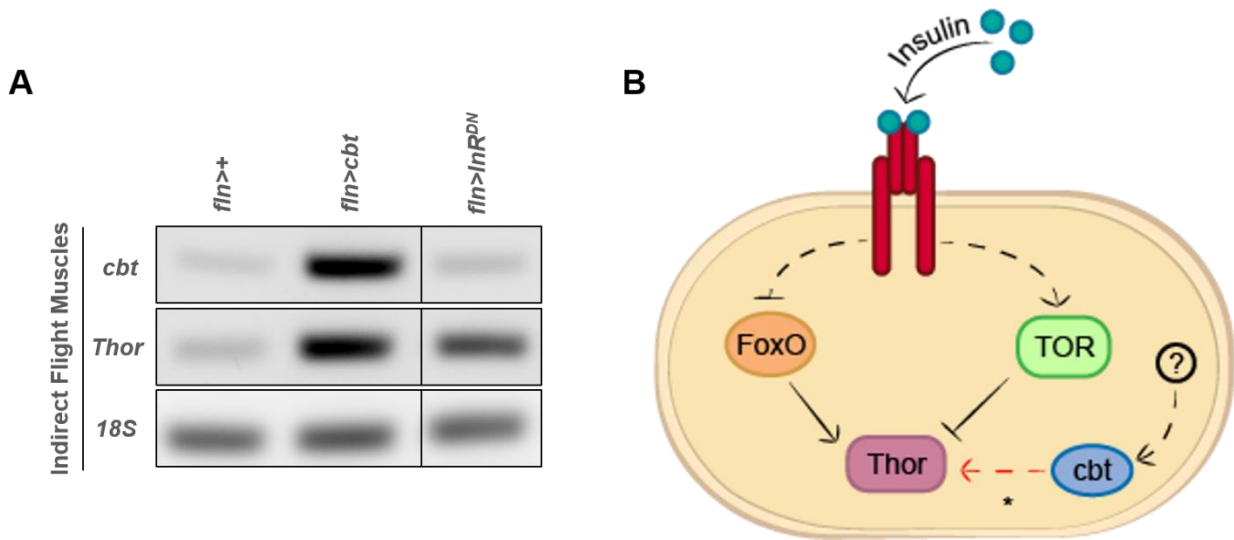 A
fln>+
fln>cbt
fln>InR^DN
Indirect Flight Muscles
cbt
Thor
18S
B
Insulin
FoxO
TOR
?
Thor
cbt
*